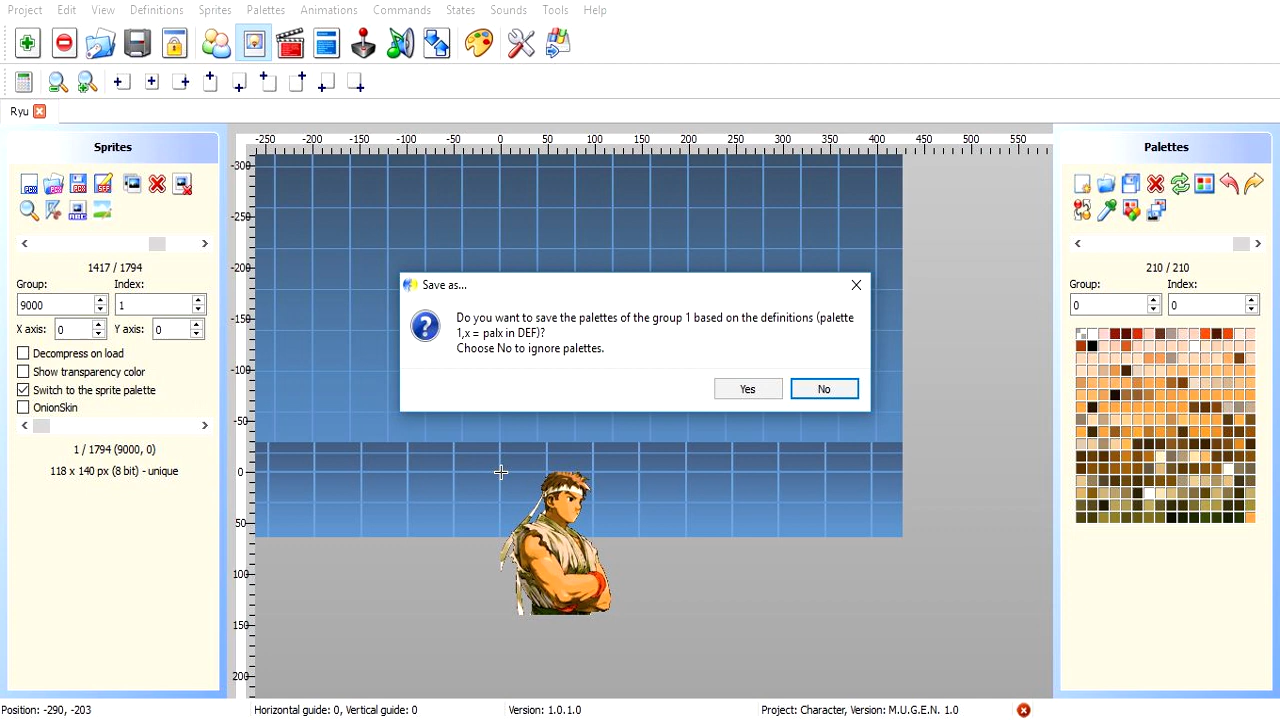 Project Edit View Definitions Sprites Palettes Animations Commands States Sounds Tools Help
Ryu
Sprites
1417 / 1794
Group: Index:
9000 1
X axis: 0 Y axis: 0
Decompress on load
Show transparency color
Switch to the sprite palette
OnionSkin
1 / 1794 (9000, 0)
118 x 140 px (8 bit) - unique
-250 -200 -150 -100 -50 0 50 100 150 200 250 300 350 400 450 500 550
-300
-250
-200
-150
-100
-50
0
50
100
150
200
Save as...
Do you want to save the palettes of the group 1 based on the definitions (palette
1,x = palx in DEF)?
Choose No to ignore palettes.
Yes No
Palettes
210 / 210
Group: Index:
0 0
Position: -290, -203 Horizontal guide: 0, Vertical guide: 0 Version: 1.0.1.0 Project: Character, Version: M.U.G.E.N. 1.0